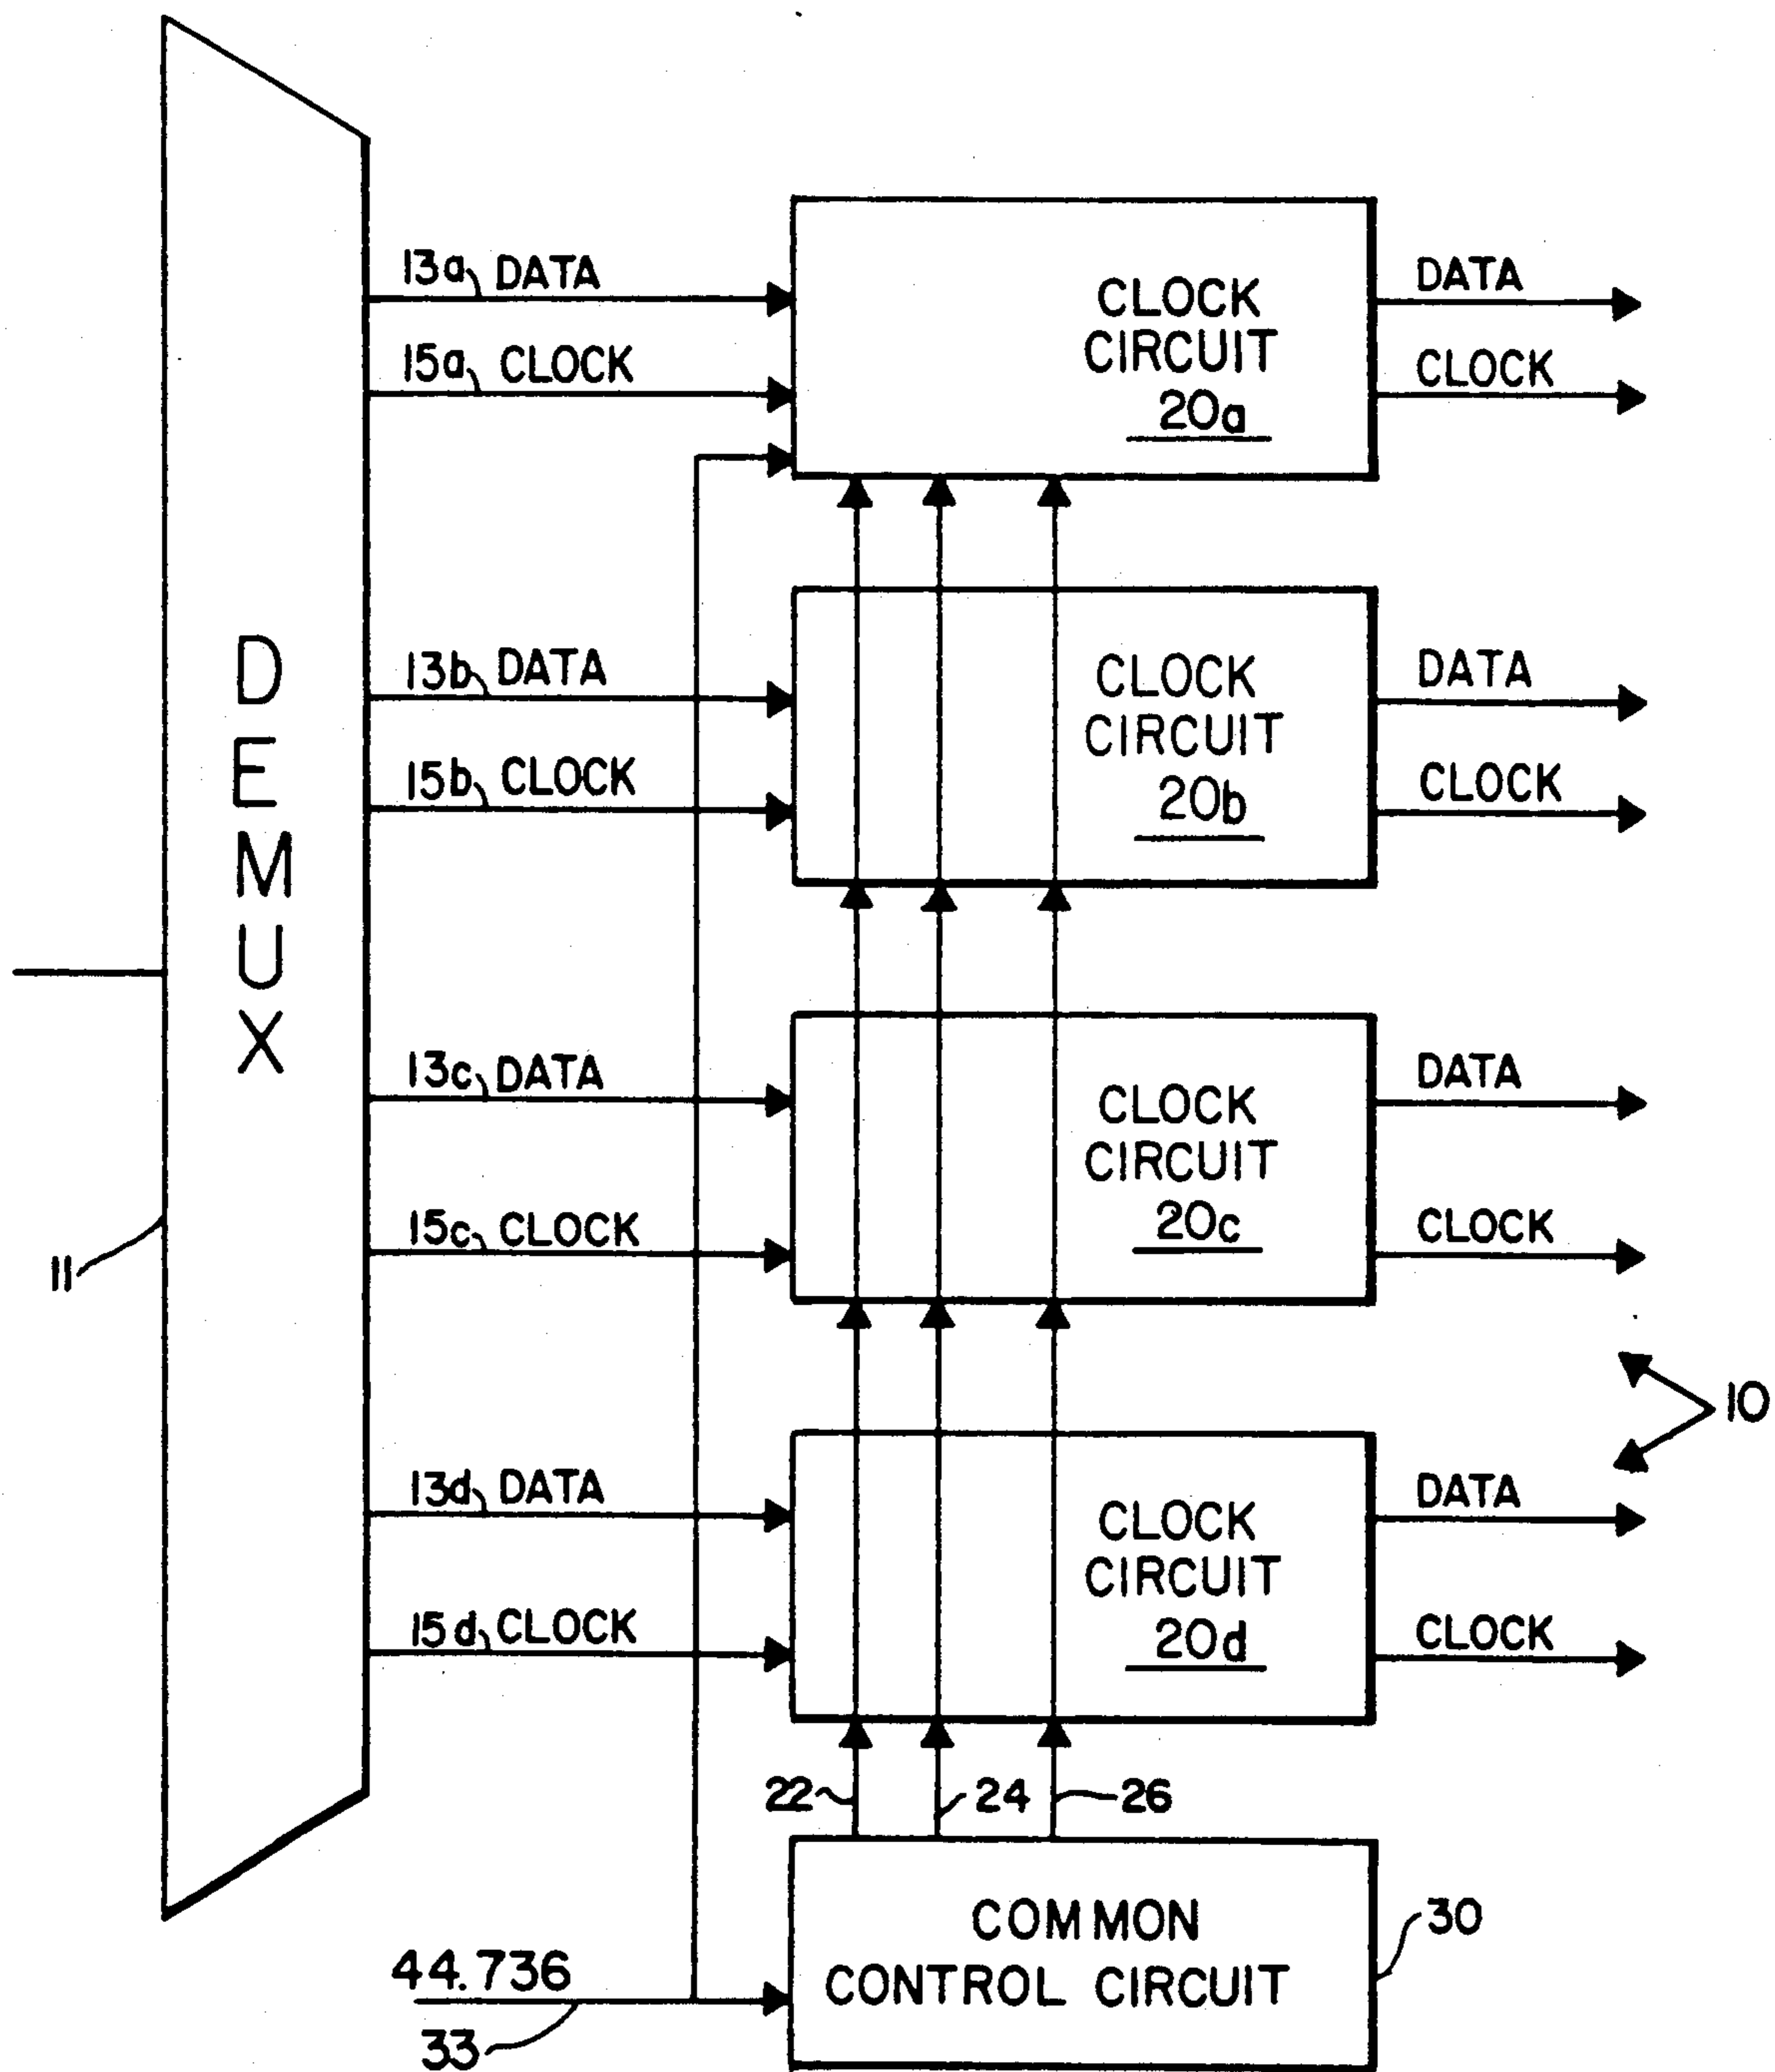 13a DATA
15a CLOCK
CLOCK
CIRCUIT
20a
DATA
CLOCK
DEMUX
13b DATA
15b CLOCK
CLOCK
CIRCUIT
20b
DATA
CLOCK
13c DATA
15c CLOCK
CLOCK
CIRCUIT
20c
DATA
CLOCK
11
10
13d DATA
15d CLOCK
CLOCK
CIRCUIT
20d
DATA
CLOCK
22
24
26
COMMON
CONTROL CIRCUIT
30
44.736
33